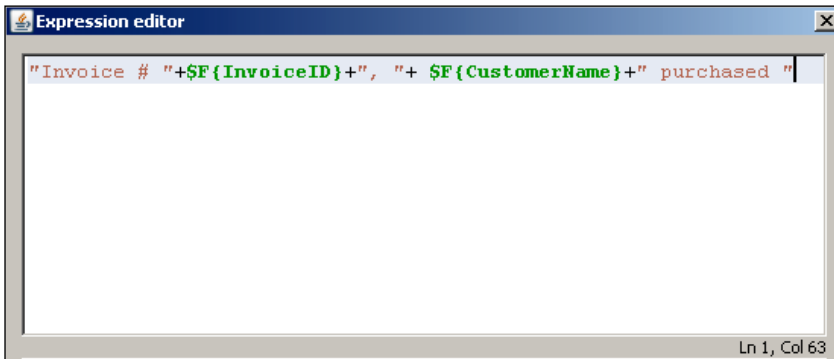 Expression editor
"Invoice # "+$F{InvoiceID}+", "+ $F{CustomerName}+" purchased "
Ln 1, Col 63